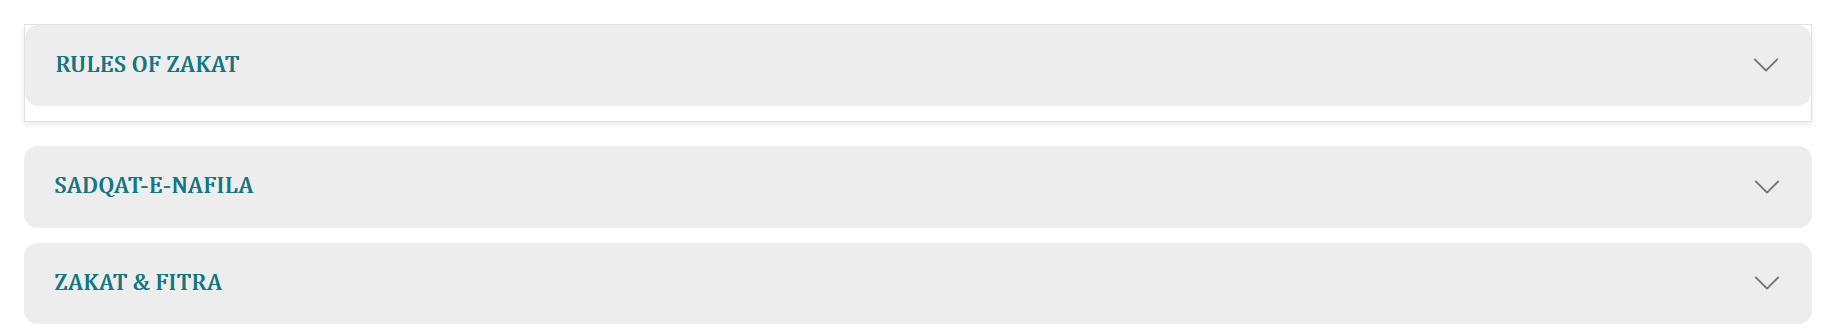 RULES OF ZAKAT
SADQAT-E-NAFILA
ZAKAT & FITRA